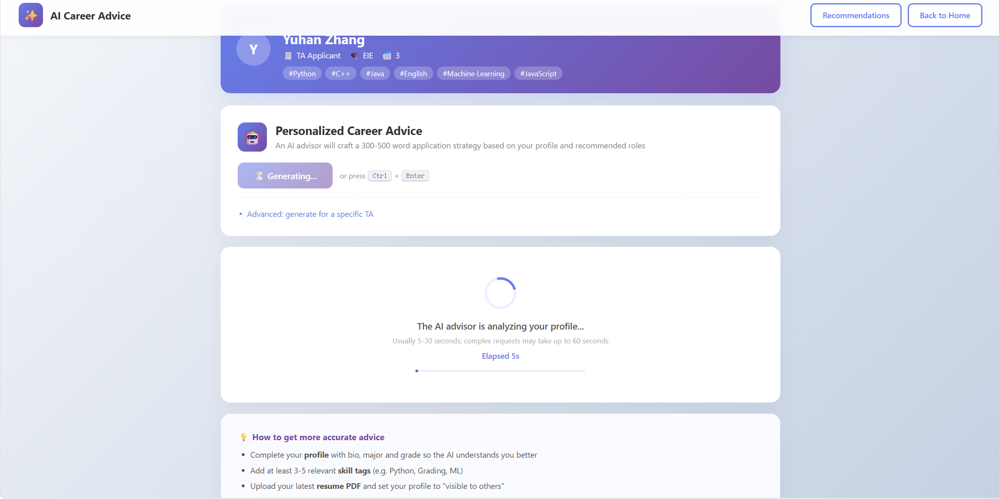 AI Career Advice
Recommendations
Back to Home
Yuhan Zhang
Y
TA Applicant EIE 3
#Python #C++ #Java #English #Machine Learning #JavaScript
Personalized Career Advice
An AI advisor will craft a 300-500 word application strategy based on your profile and recommended roles
Generating... or press Ctrl + Enter
Advanced: generate for a specific TA
The AI advisor is analyzing your profile...
Usually 5-30 seconds; complex requests may take up to 60 seconds
Elapsed 5s
How to get more accurate advice
• Complete your profile with bio, major and grade so the AI understands you better
• Add at least 3-5 relevant skill tags (e.g. Python, Grading, ML)
• Upload your latest resume PDF and set your profile to "visible to others"